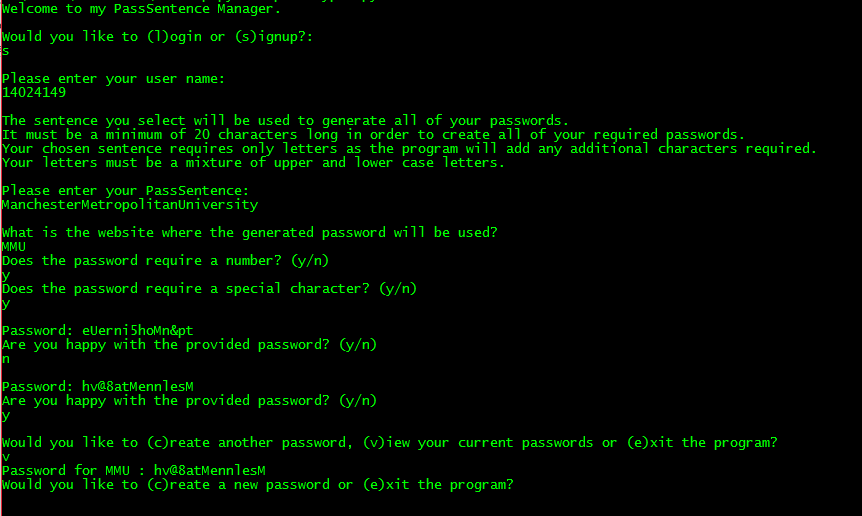 Welcome to my PassSentence Manager.
Would you like to (l)ogin or (s)ignup?:
s
Please enter your user name:
14024149
The sentence you select will be used to generate all of your passwords.
It must be a minimum of 20 characters long in order to create all of your required passwords.
Your chosen sentence requires only letters as the program will add any additional characters required.
Your letters must be a mixture of upper and lower case letters.
Please enter your PassSentence:
ManchesterMetropolitanUniversity
What is the website where the generated password will be used?
MMU
Does the password require a number? (y/n)
y
Does the password require a special character? (y/n)
y
Password: eUerni5hoMn&pt
Are you happy with the provided password? (y/n)
n
Password: hv@8atMennlesM
Are you happy with the provided password? (y/n)
y
Would you like to (c)reate another password, (v)iew your current passwords or (e)xit the program?
v
Password for MMU : hv@8atMennlesM
Would you like to (c)reate a new password or (e)xit the program?